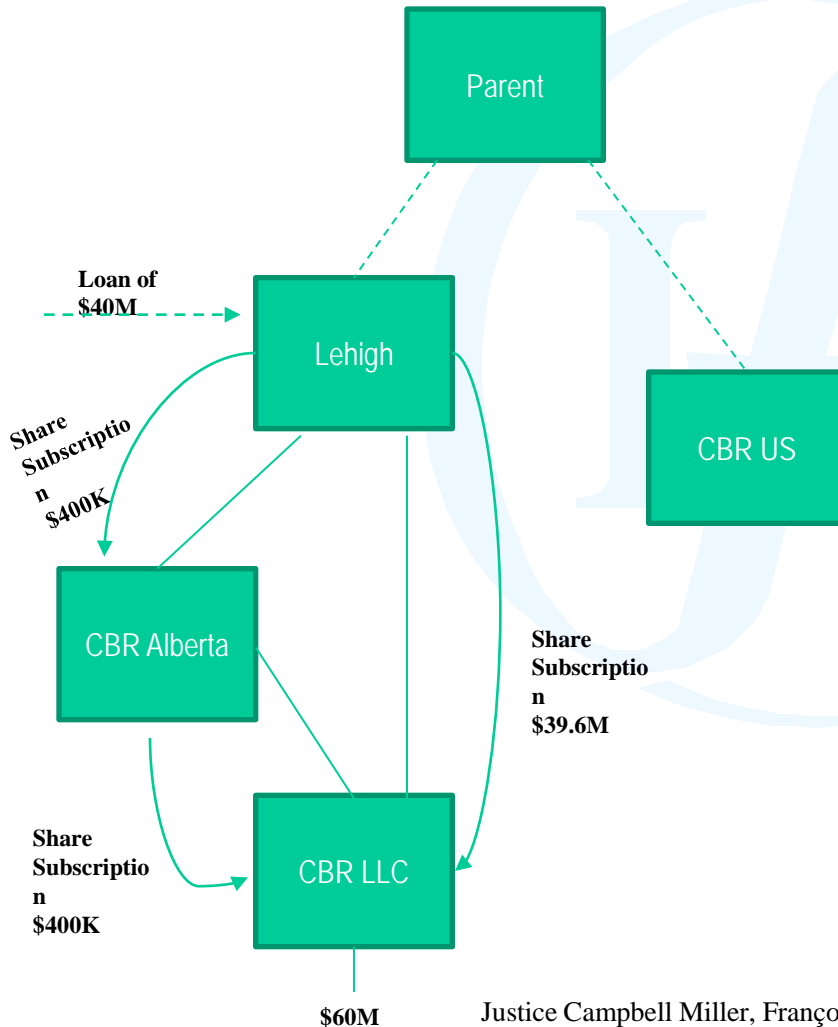 Parent
Loan of
$40M
Lehigh
CBR US
Share
Subscriptio
n
$400K
CBR Alberta
Share
Subscriptio
n
$39.6M
Share
Subscriptio
n
$400K
CBR LLC
$60M
Justice Campbell Miller, Franço